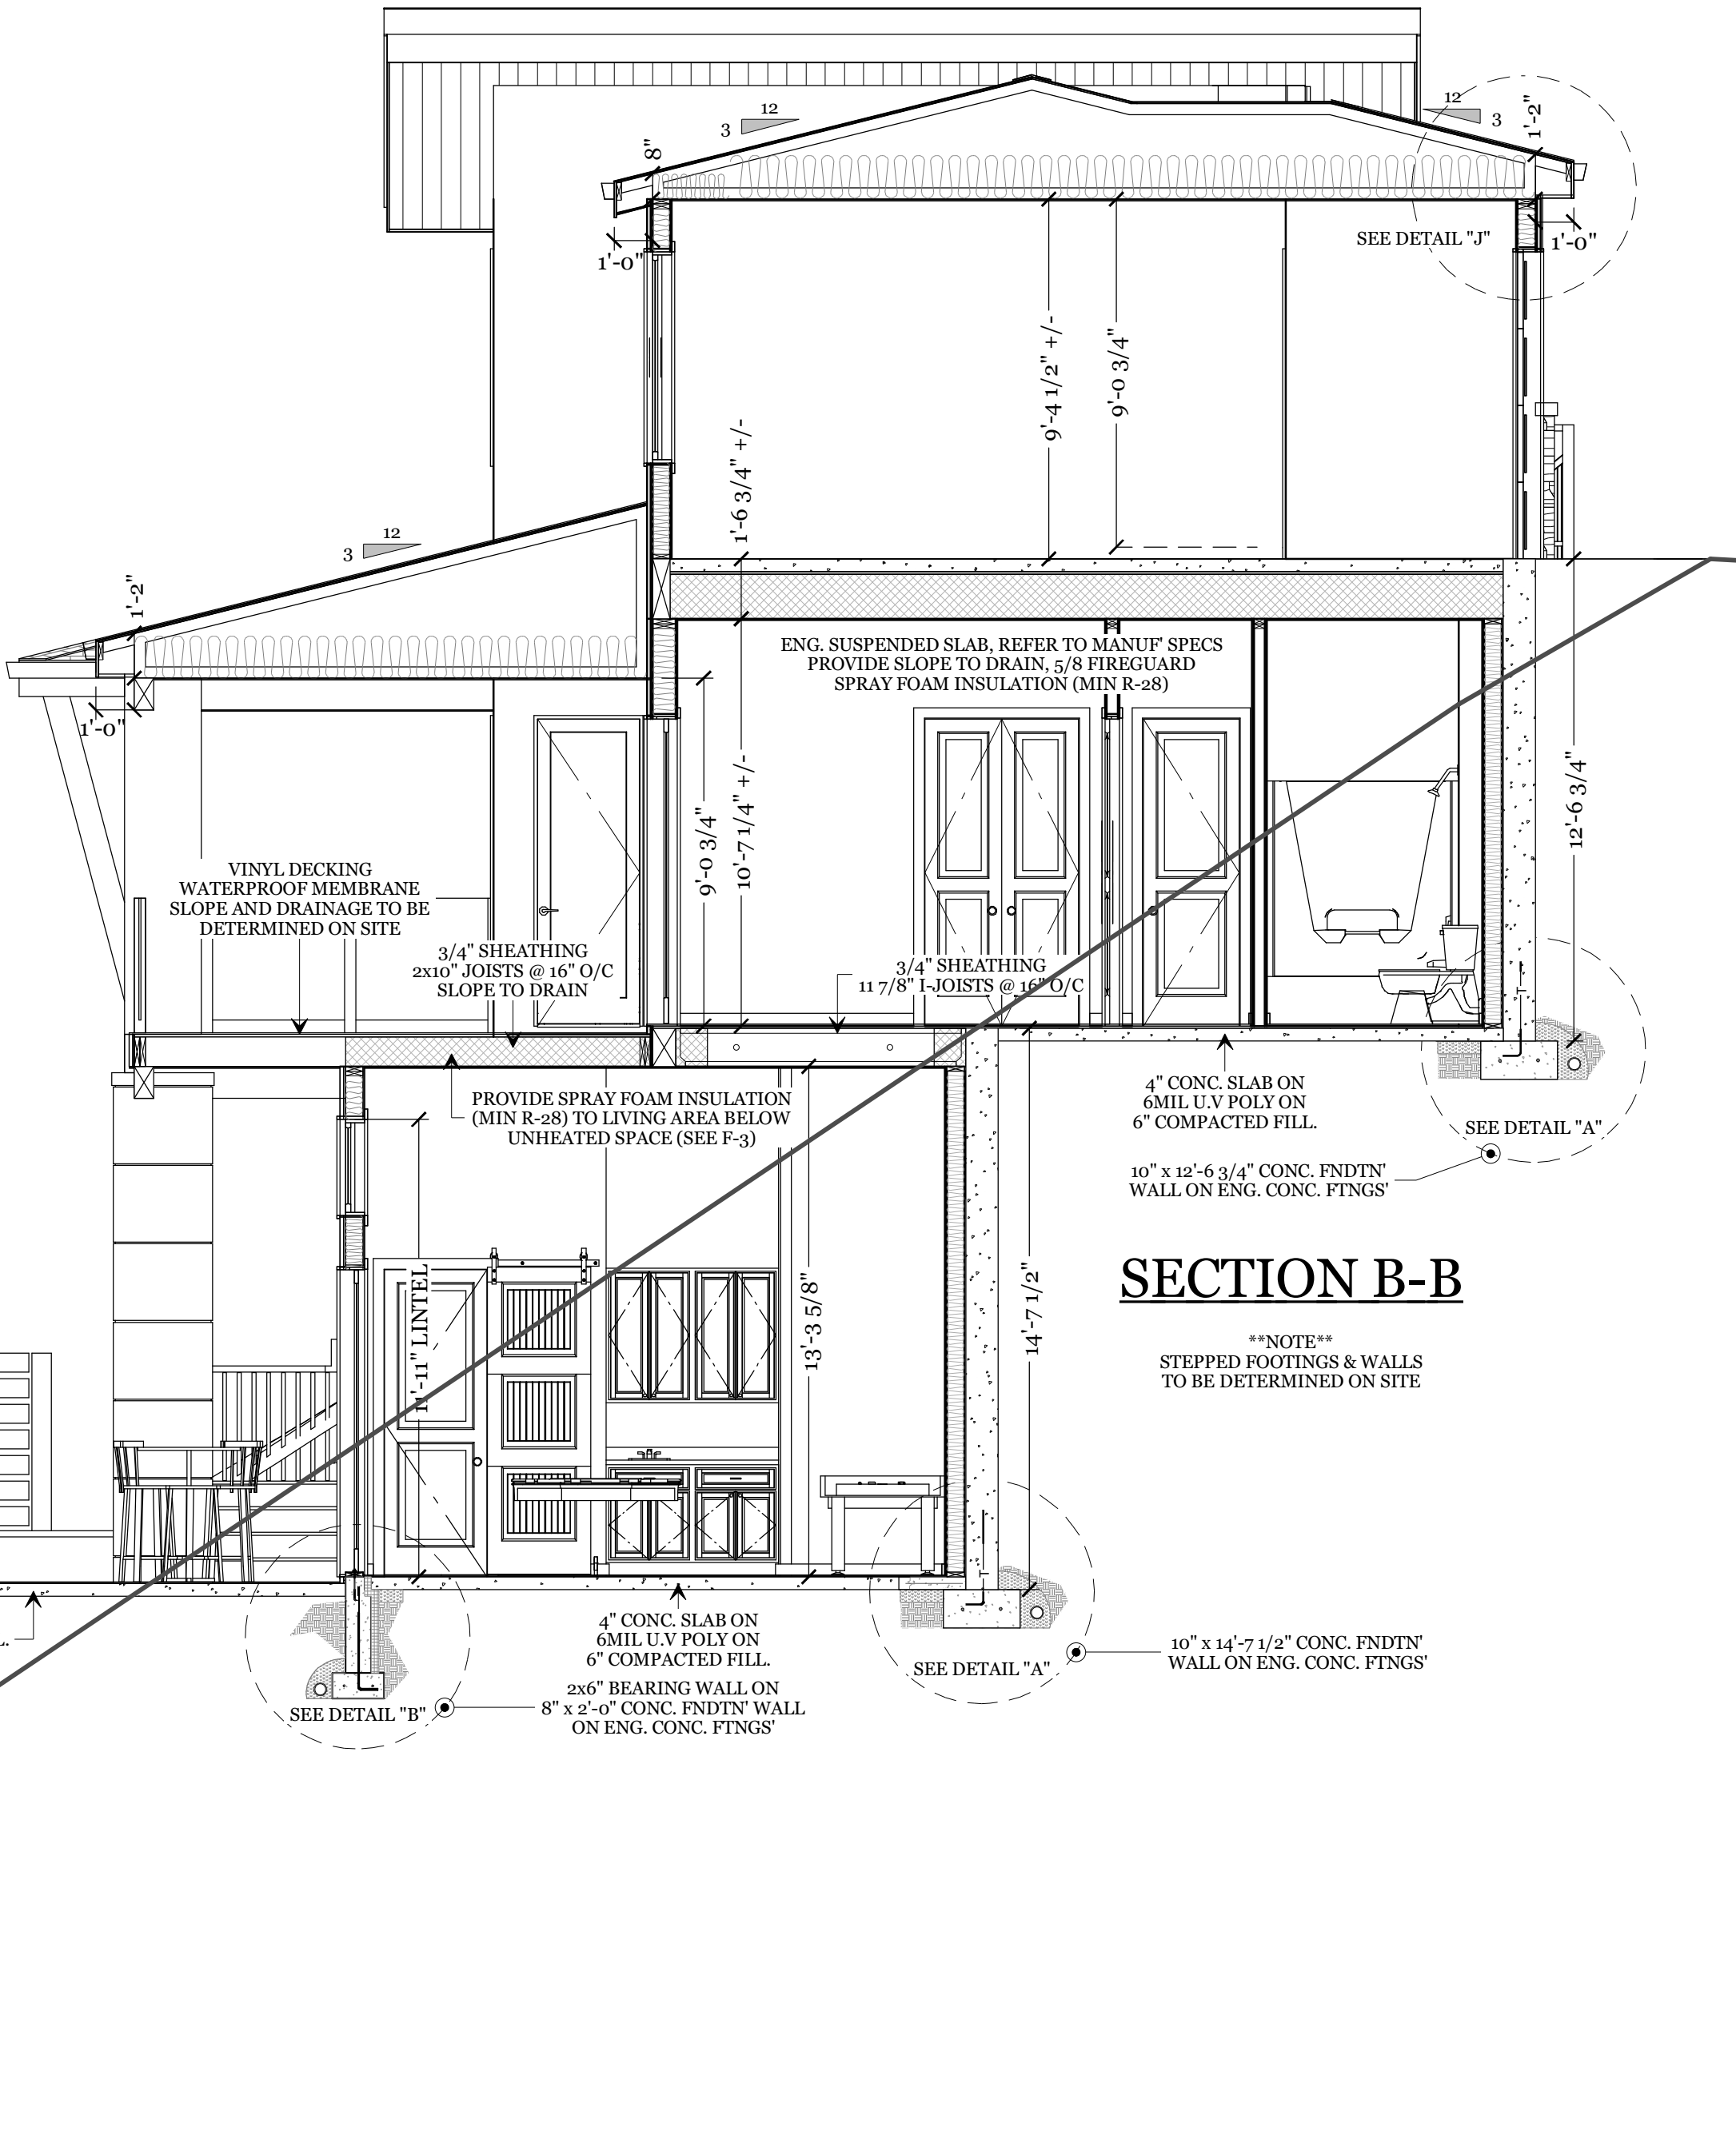 12
3
8"
12
3
1'-2"
1'-0"
SEE DETAIL "J"
1'-0"
9'-4 1/2" +/-
9'-0 3/4"
1'-6 3/4" +/-
12
3
1'-2"
1'-0"
ENG. SUSPENDED SLAB, REFER TO MANUF' SPECS
PROVIDE SLOPE TO DRAIN, 5/8 FIREGUARD
SPRAY FOAM INSULATION (MIN R-28)
9'-0 3/4"
10'-7 1/4" +/-
12'-6 3/4"
VINYL DECKING
WATERPROOF MEMBRANE
SLOPE AND DRAINAGE TO BE
DETERMINED ON SITE
3/4" SHEATHING
2x10" JOISTS @ 16" O/C
SLOPE TO DRAIN
3/4" SHEATHING
11 7/8" I-JOISTS @ 16" O/C
PROVIDE SPRAY FOAM INSULATION
(MIN R-28) TO LIVING AREA BELOW
UNHEATED SPACE (SEE F-3)
4" CONC. SLAB ON
6MIL U.V POLY ON
6" COMPACTED FILL.
SEE DETAIL "A"
10" x 12'-6 3/4" CONC. FNDTN'
WALL ON ENG. CONC. FTNGS'
11'-11" LINTEL
13'-3 5/8"
14'-7 1/2"
SECTION B-B
**NOTE**
STEPPED FOOTINGS & WALLS
TO BE DETERMINED ON SITE
4" CONC. SLAB ON
6MIL U.V POLY ON
6" COMPACTED FILL.
SEE DETAIL "A"
10" x 14'-7 1/2" CONC. FNDTN'
WALL ON ENG. CONC. FTNGS'
SEE DETAIL "B"
2x6" BEARING WALL ON
8" x 2'-0" CONC. FNDTN' WALL
ON ENG. CONC. FTNGS'